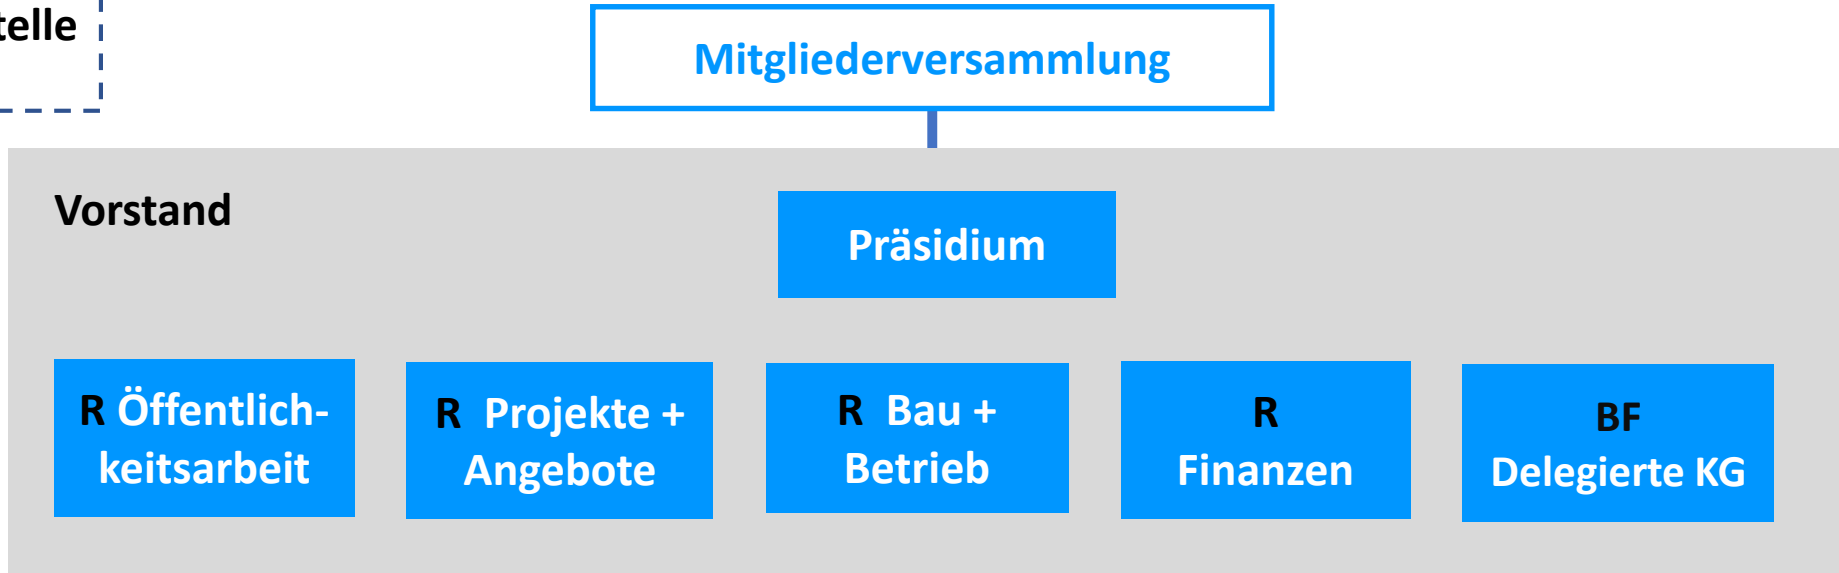 telle
Mitgliederversammlung
Vorstand
Präsidium
R Öffentlich-
keitsarbeit
R Projekte +
Angebote
R Bau +
Betrieb
R
Finanzen
BF
Delegierte KG